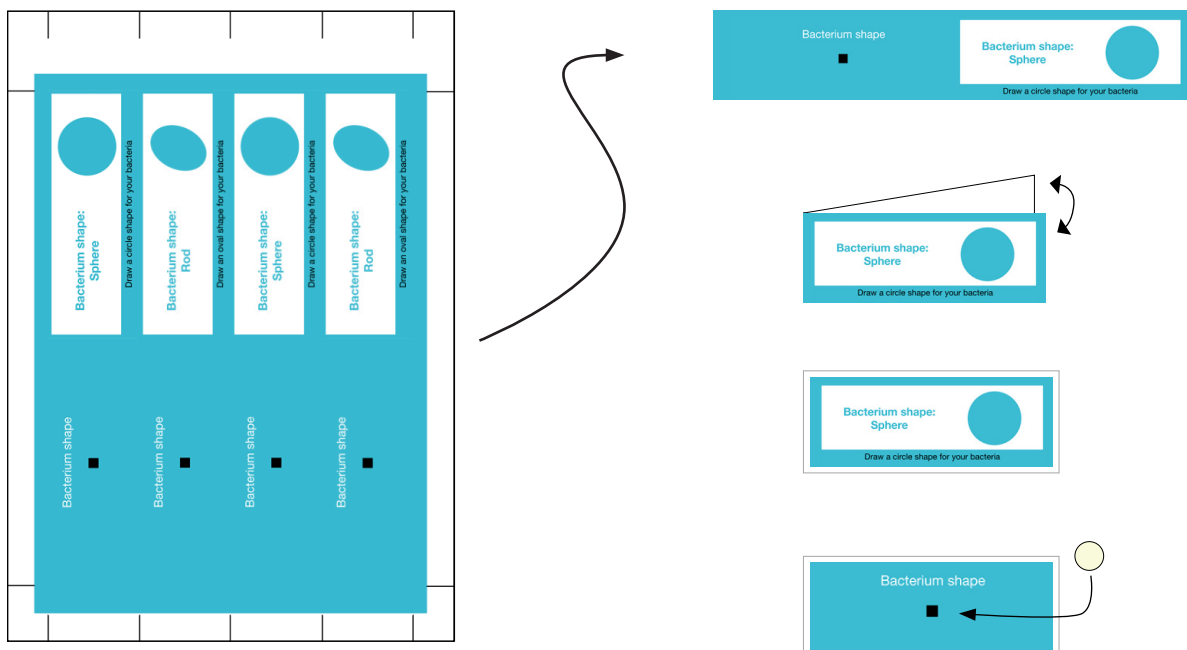 Bacterium shape:
Sphere
Draw a circle shape for your bacteria
Bacterium shape:
Rod
Draw an oval shape for your bacteria
Bacterium shape:
Sphere
Draw a circle shape for your bacteria
Bacterium shape:
Rod
Draw an oval shape for your bacteria
Bacterium shape
Bacterium shape
Bacterium shape
Bacterium shape
Bacterium shape
Bacterium shape:
Sphere
Draw a circle shape for your bacteria
Bacterium shape:
Sphere
Draw a circle shape for your bacteria
Bacterium shape:
Sphere
Draw a circle shape for your bacteria
Bacterium shape